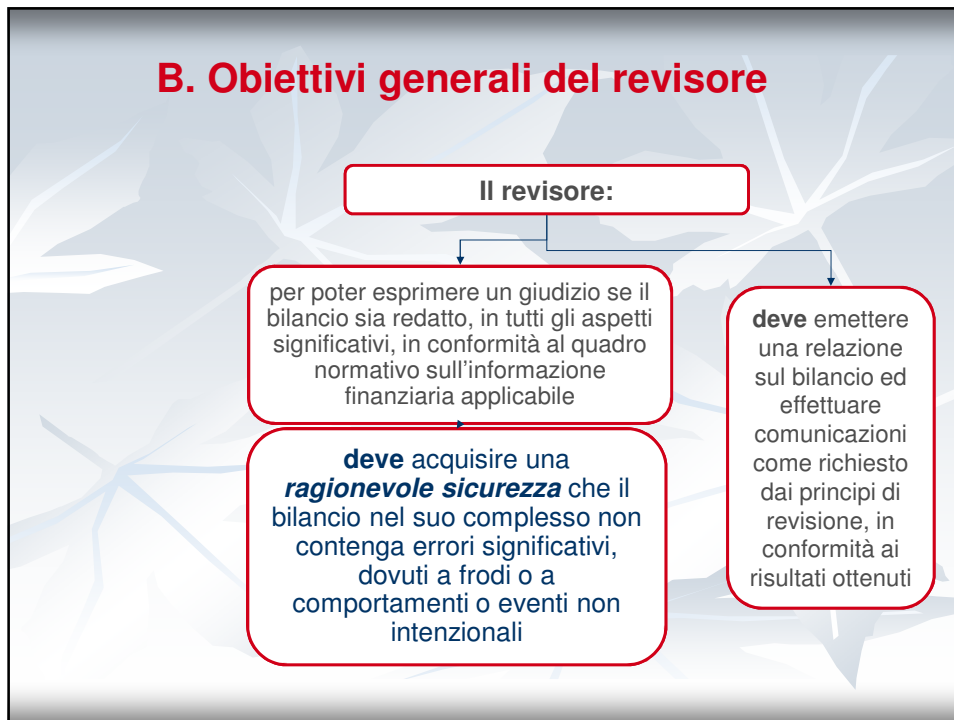 B. Obiettivi generali del revisore
Il revisore:
per poter esprimere un giudizio se il
bilancio sia redatto, in tutti gli aspetti
significativi, in conformità al quadro
normativo sull’informazione
finanziaria applicabile
deve acquisire una
ragionevole sicurezza che il
bilancio nel suo complesso non
contenga errori significativi,
dovuti a frodi o a
comportamenti o eventi non
intenzionali
deve emettere
una relazione
sul bilancio ed
effettuare
comunicazioni
come richiesto
dai principi di
revisione, in
conformità ai
risultati ottenuti